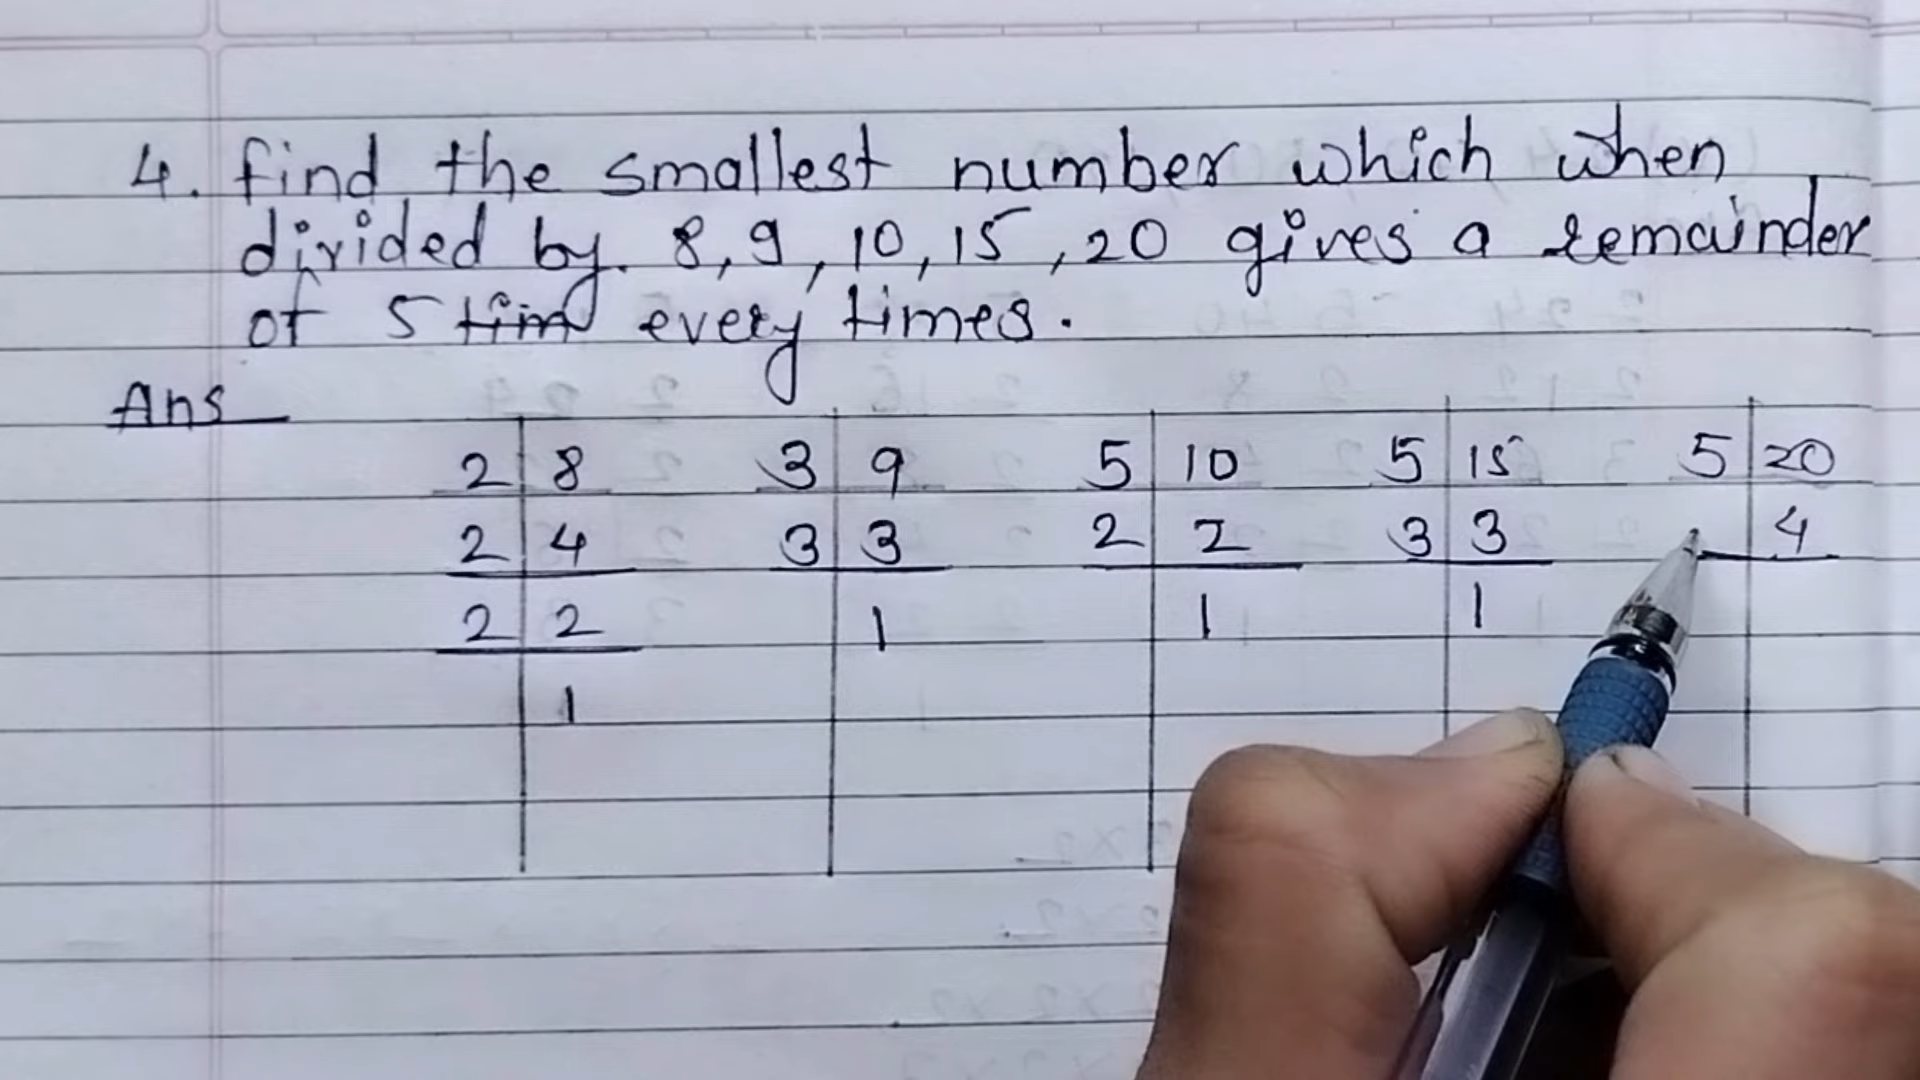 4. find the smallest number which when
divided by. 8, 9, 10, 15, 20 gives a remainder
of 5 tim every times.
Ans
2 8 3 9 5 10 5 15 5 20
2 4 3 3 2 2 3 3 4
2 2 1 1 1
1